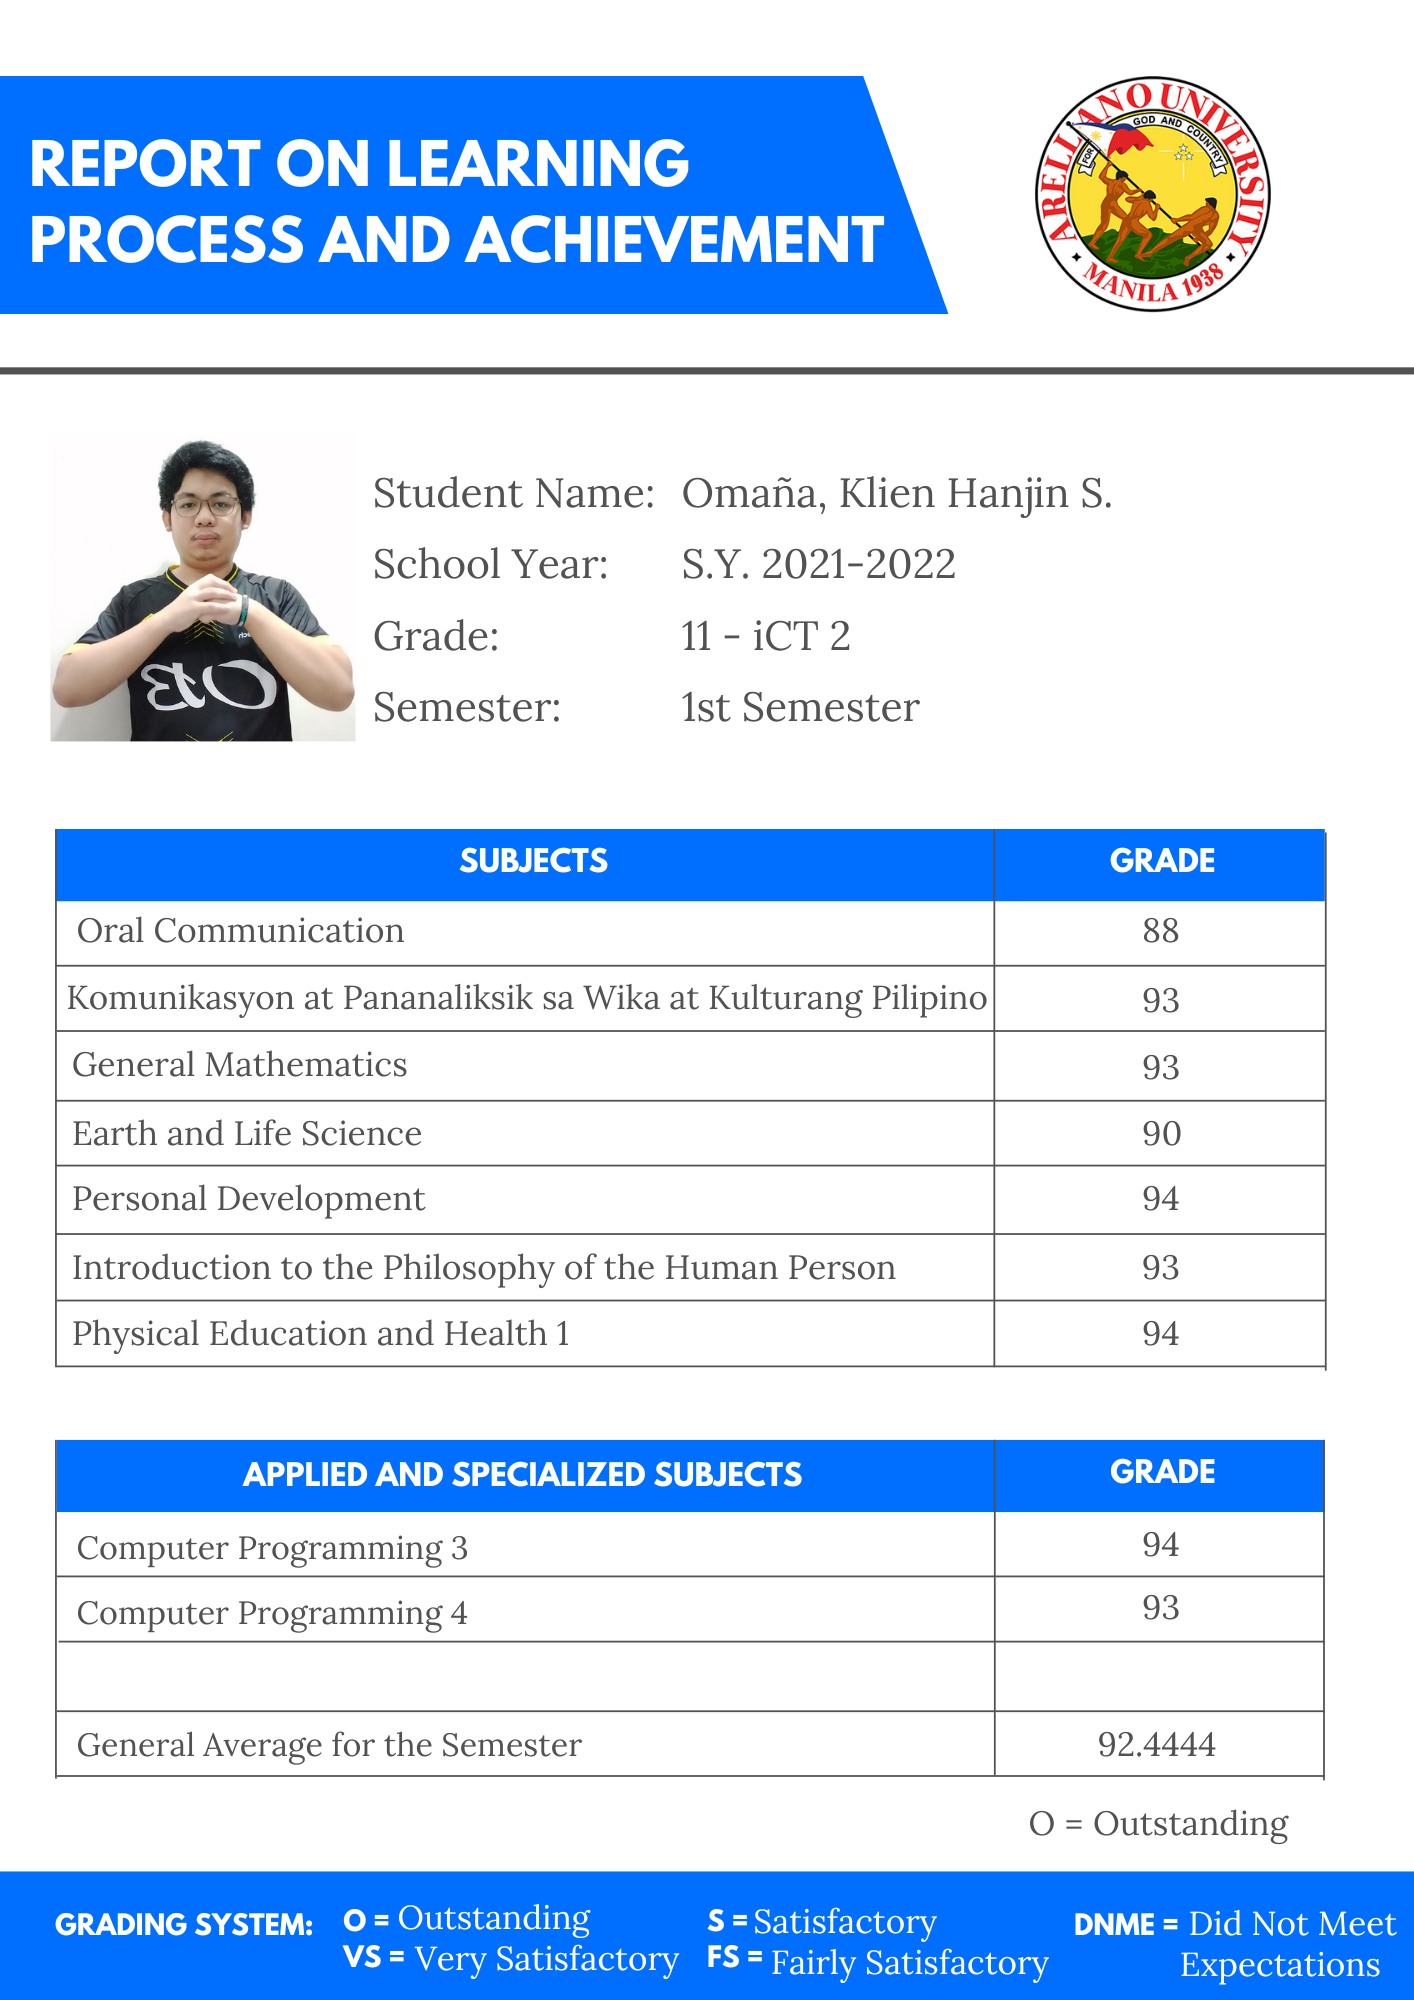 REPORT ON LEARNING
PROCESS AND ACHIEVEMENT
ARELLANO UNIVERSITY
FOR GOD AND COUNTRY
MANILA 1938
Student Name: Omaña, Klien Hanjin S.
School Year: S.Y. 2021-2022
Grade: 11 - iCT 2
Semester: 1st Semester
SUBJECTS GRADE
Oral Communication 88
Komunikasyon at Pananaliksik sa Wika at Kulturang Pilipino 93
General Mathematics 93
Earth and Life Science 90
Personal Development 94
Introduction to the Philosophy of the Human Person 93
Physical Education and Health 1 94
APPLIED AND SPECIALIZED SUBJECTS GRADE
Computer Programming 3 94
Computer Programming 4 93
General Average for the Semester 92.4444
O = Outstanding
GRADING SYSTEM: O = Outstanding S = Satisfactory DNME = Did Not Meet
VS = Very Satisfactory FS = Fairly Satisfactory Expectations